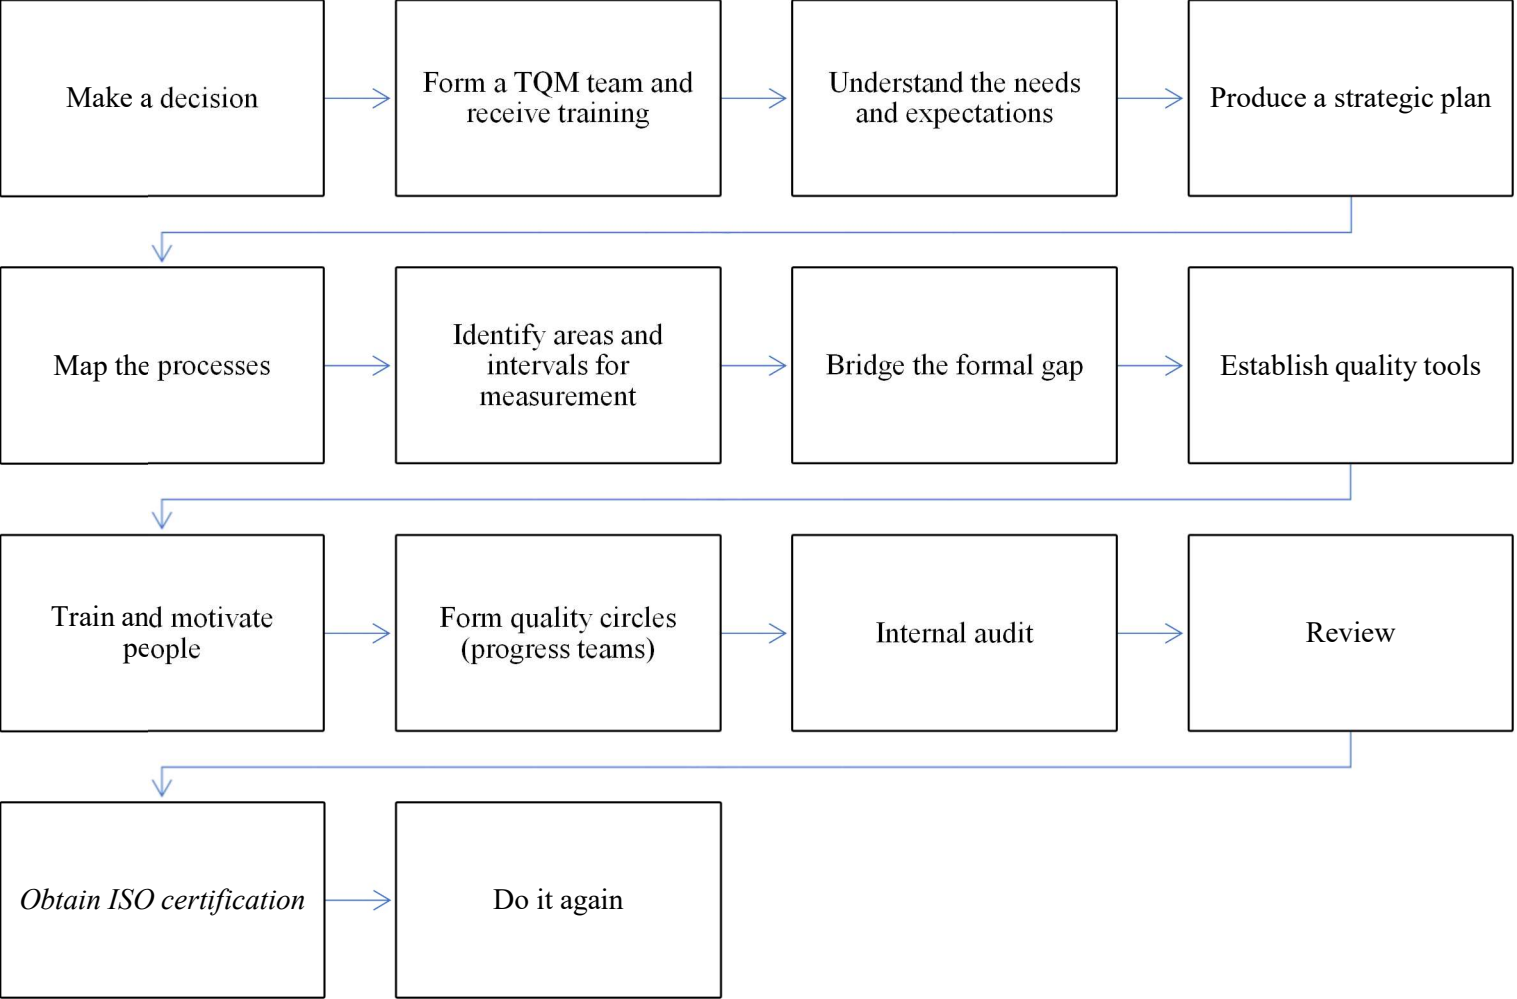 Make a decision
Form a TQM team and
receive training
Understand the needs
and expectations
Produce a strategic plan
Map the processes
Identify areas and
intervals for
measurement
Bridge the formal gap
Establish quality tools
Train and motivate
people
Form quality circles
(progress teams)
Internal audit
Review
Obtain ISO certification
Do it again